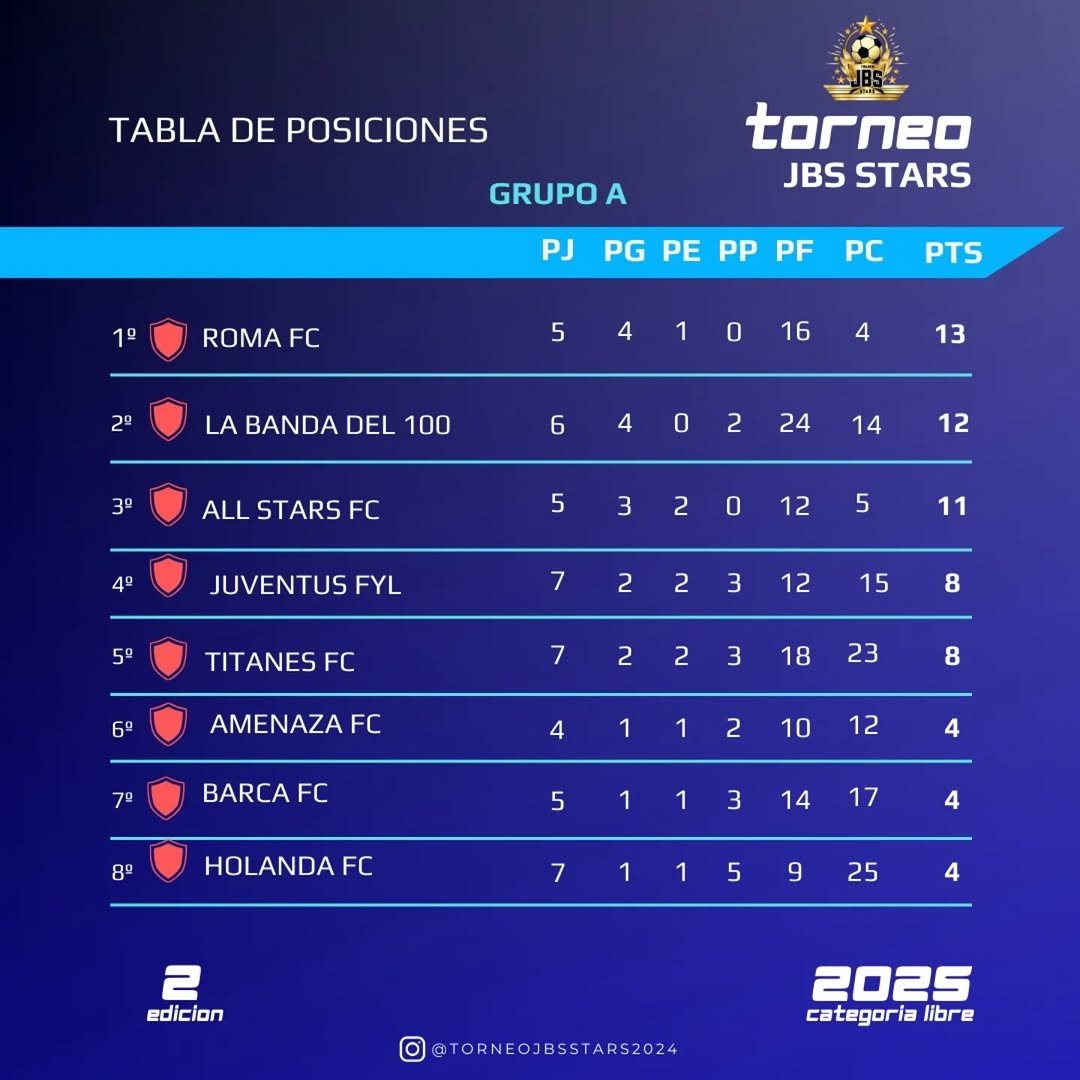 JBS
STARS
TABLA DE POSICIONES
torneo
JBS STARS
GRUPO A
PJ PG PE PP PF PC PTS
1º ROMA FC 5 4 1 0 16 4 13
2º LA BANDA DEL 100 6 4 0 2 24 14 12
3º ALL STARS FC 5 3 2 0 12 5 11
4º JUVENTUS FYL 7 2 2 3 12 15 8
5º TITANES FC 7 2 2 3 18 23 8
6º AMENAZA FC 4 1 1 2 10 12 4
7º BARCA FC 5 1 1 3 14 17 4
8º HOLANDA FC 7 1 1 5 9 25 4
2
edicion
2025
categoria libre
@TORNEOJBSSTARS2024